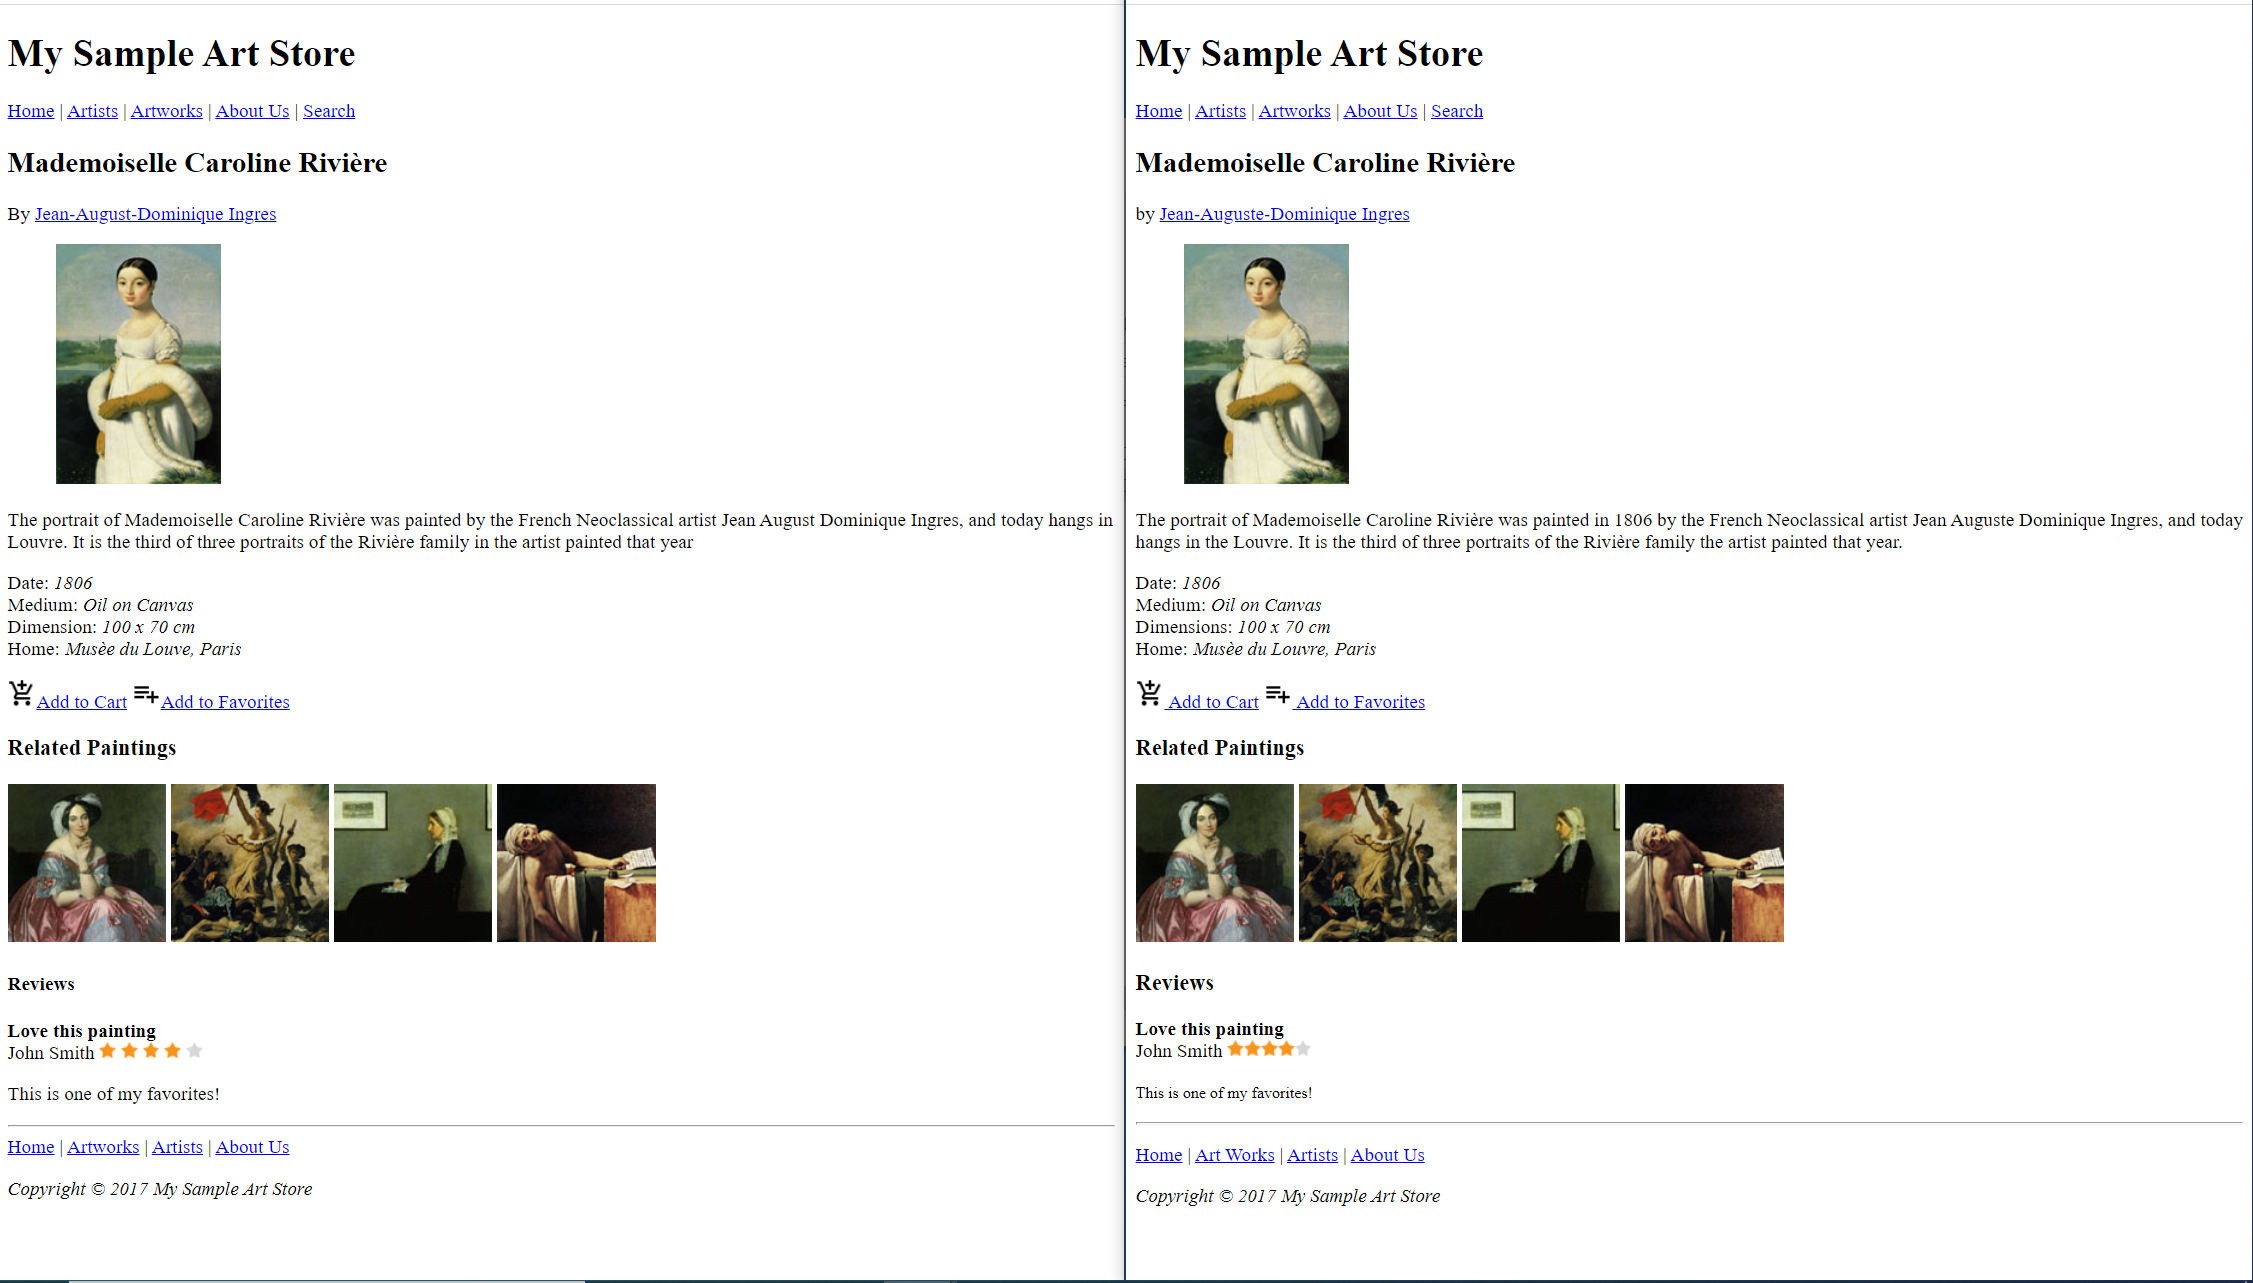 My Sample Art Store
Home | Artists | Artworks | About Us | Search
Mademoiselle Caroline Rivière
By Jean-August-Dominique Ingres
The portrait of Mademoiselle Caroline Rivière was painted by the French Neoclassical artist Jean August Dominique Ingres, and today hangs in
Louvre. It is the third of three portraits of the Rivière family in the artist painted that year
Date: 1806
Medium: Oil on Canvas
Dimension: 100 x 70 cm
Home: Musèe du Louve, Paris
Add to Cart Add to Favorites
Related Paintings
Reviews
Love this painting
John Smith
This is one of my favorites!
Home | Artworks | Artists | About Us
Copyright © 2017 My Sample Art Store
My Sample Art Store
Home | Artists | Artworks | About Us | Search
Mademoiselle Caroline Rivière
by Jean-Auguste-Dominique Ingres
The portrait of Mademoiselle Caroline Rivière was painted in 1806 by the French Neoclassical artist Jean Auguste Dominique Ingres, and today
hangs in the Louvre. It is the third of three portraits of the Rivière family the artist painted that year.
Date: 1806
Medium: Oil on Canvas
Dimensions: 100 x 70 cm
Home: Musèe du Louvre, Paris
Add to Cart Add to Favorites
Related Paintings
Reviews
Love this painting
John Smith
This is one of my favorites!
Home | Art Works | Artists | About Us
Copyright © 2017 My Sample Art Store